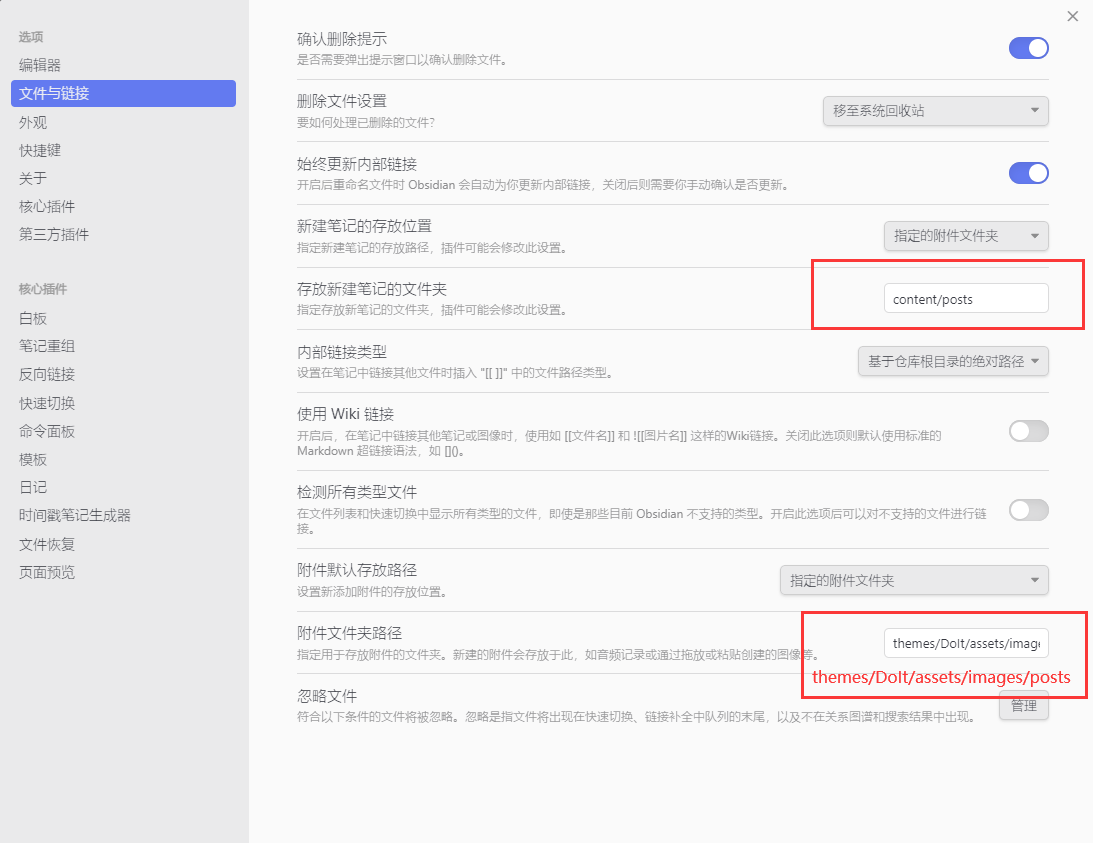 选项
编辑器
文件与链接
外观
快捷键
关于
核心插件
第三方插件
核心插件
白板
笔记重组
反向链接
快速切换
命令面板
模板
日记
时间戳笔记生成器
文件恢复
页面预览
确认删除提示
是否需要弹出提示窗口以确认删除文件。
删除文件设置
要如何处理已删除的文件？
移至系统回收站
始终更新内部链接
开启后重命名文件时 Obsidian 会自动为你更新内部链接，关闭后则需要你手动确认是否更新。
新建笔记的存放位置
指定新建笔记的存放路径，插件可能会修改此设置。
指定的附件文件夹
存放新建笔记的文件夹
指定存放新笔记的文件夹，插件可能会修改此设置。
content/posts
内部链接类型
设置在笔记中链接其他文件时插入 "[[ ]]" 中的文件路径类型。
基于仓库根目录的绝对路径
使用 Wiki 链接
开启后，在笔记中链接其他笔记或图像时，使用如 [[文件名]] 和 ![[图片名]] 这样的Wiki链接。关闭此选项则默认使用标准的
Markdown 超链接语法，如 []()。
检测所有类型文件
在文件列表和快速切换中显示所有类型的文件，即使是那些目前 Obsidian 不支持的类型。开启此选项后可以对不支持的文件进行链
接。
附件默认存放路径
设置新添加附件的存放位置。
指定的附件文件夹
附件文件夹路径
指定用于存放附件的文件夹。新建的附件会存放于此，如音频记录或通过拖放或粘贴创建的图像等。
themes/DoIt/assets/imag
themes/DoIt/assets/images/posts
忽略文件
符合以下条件的文件将被忽略。忽略是指文件将出现在快速切换、链接补全中队列的末尾，以及不在关系图谱和搜索结果中出现。
管理